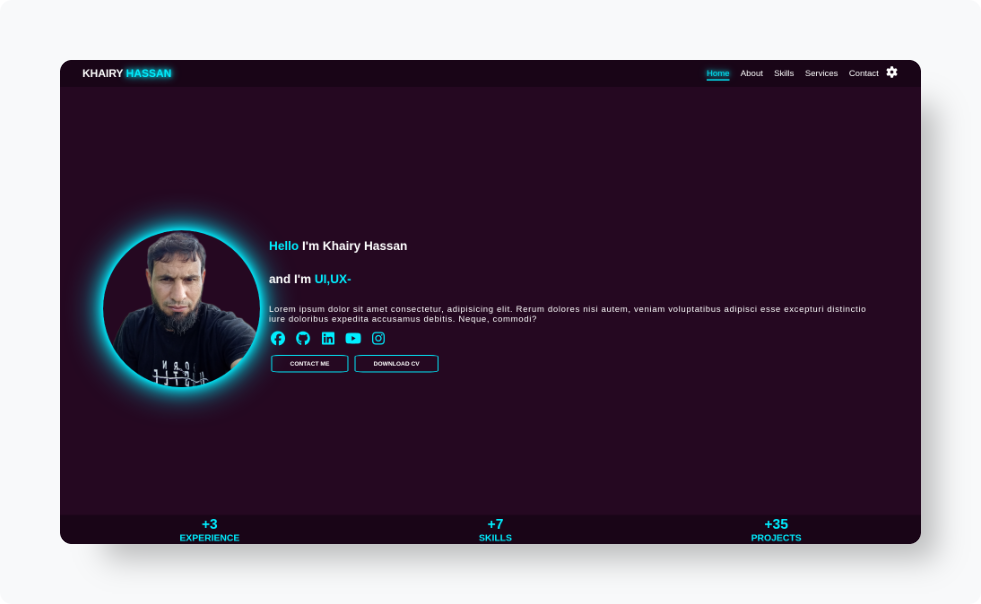 KHAIRY HASSAN
Home About Skills Services Contact
Hello I'm Khairy Hassan
and I'm UI,UX-
Lorem ipsum dolor sit amet consectetur, adipisicing elit. Rerum dolores nisi autem, veniam voluptatibus adipisci esse excepturi distinctio
iure doloribus expedita accusamus debitis. Neque, commodi?
CONTACT ME DOWNLOAD CV
+3 +7 +35
EXPERIENCE SKILLS PROJECTS